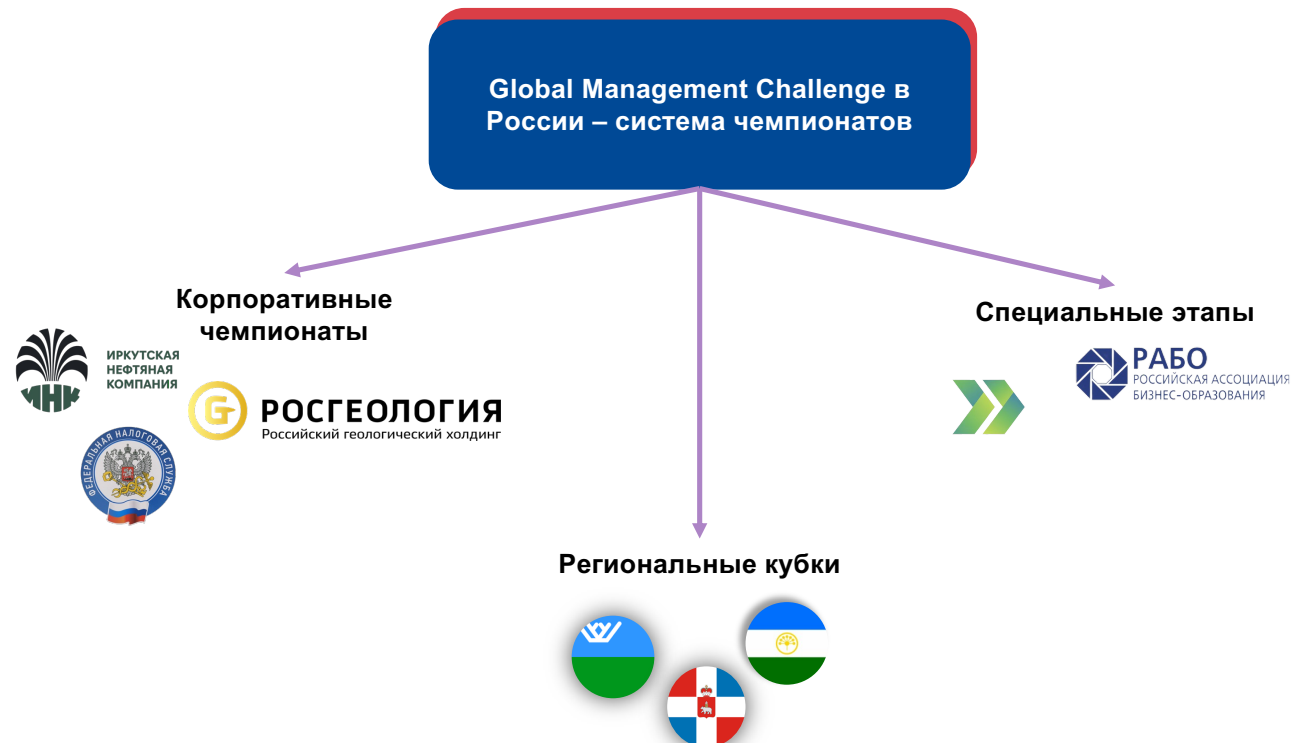 Global Management Challenge в
России – система чемпионатов
Корпоративные
чемпионаты
ИРКУТСКАЯ
НЕФТЯНАЯ
КОМПАНИЯ
ИНК
РОСГЕОЛОГИЯ
Российский геологический холдинг
ФЕДЕРАЛЬНАЯ НАЛОГОВАЯ СЛУЖБА
Специальные этапы
РАБО
РОССИЙСКАЯ АССОЦИАЦИЯ
БИЗНЕС-ОБРАЗОВАНИЯ
Региональные кубки